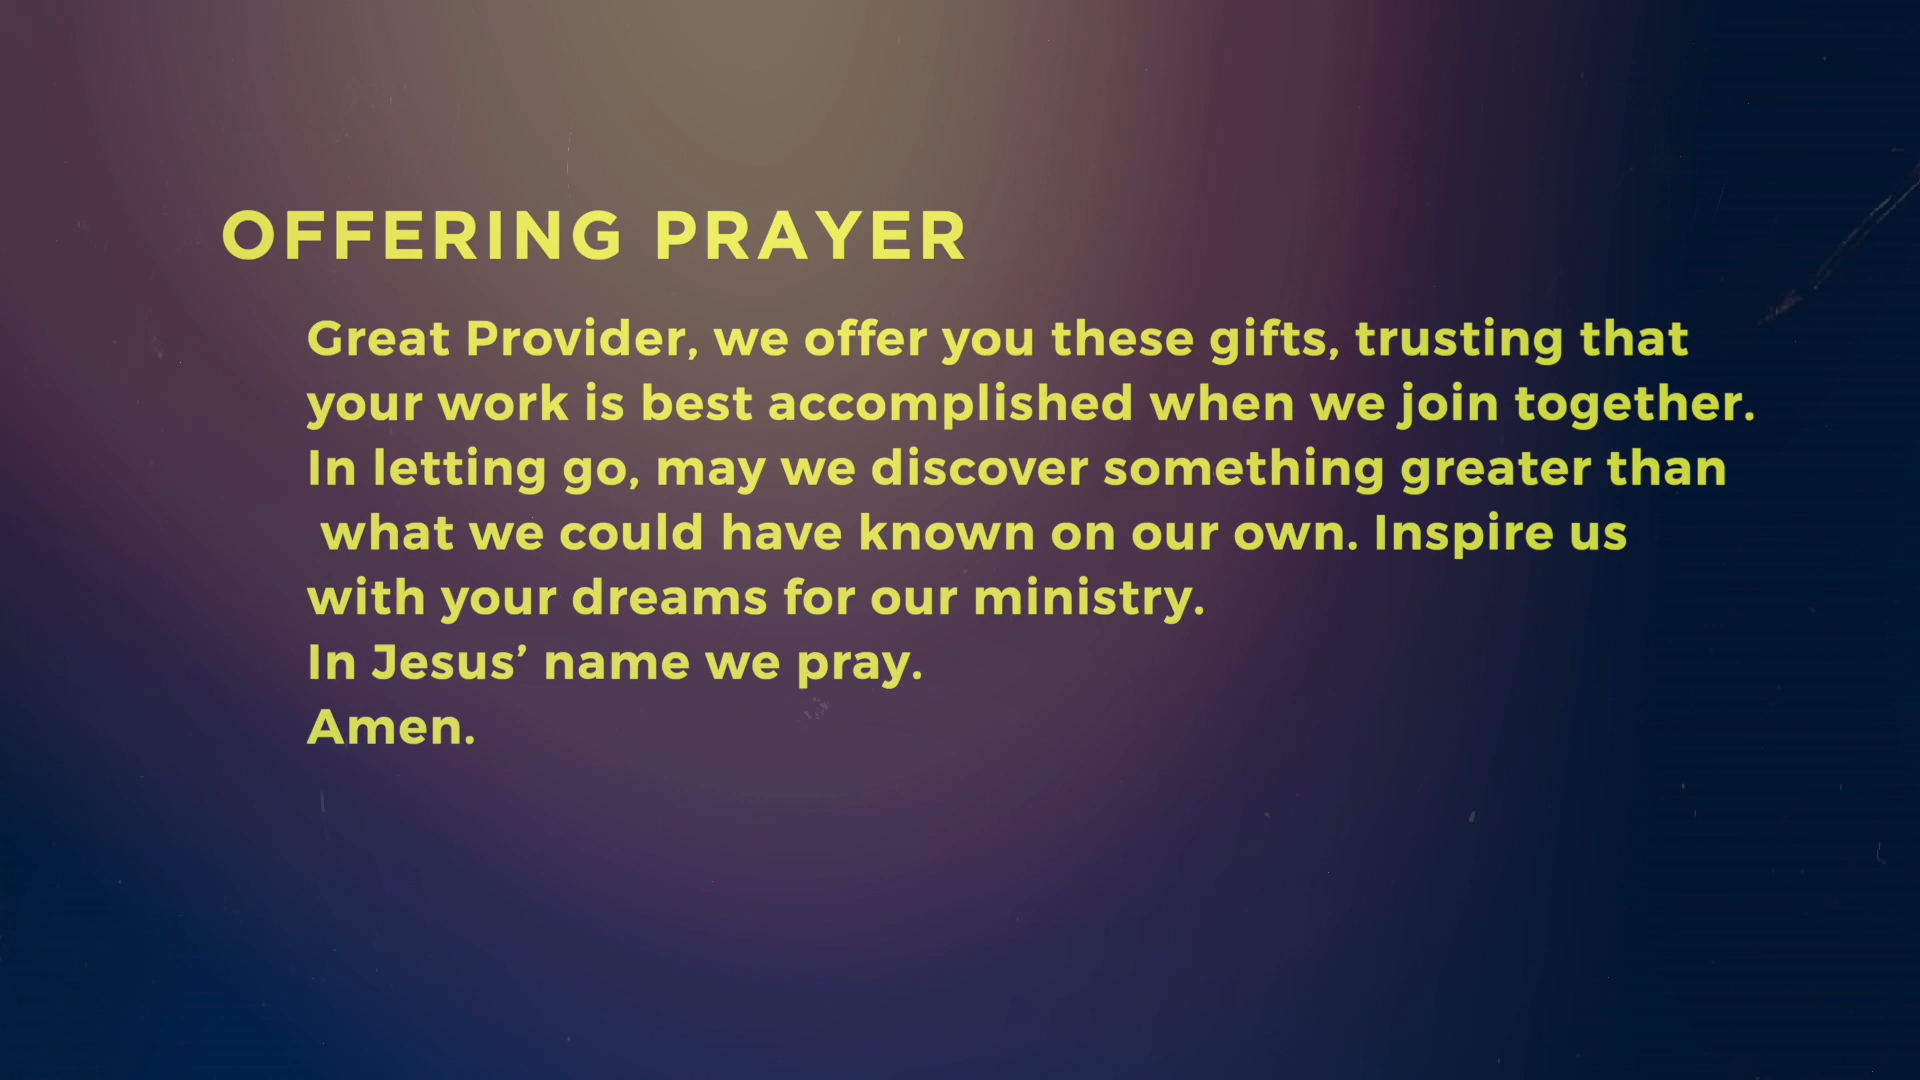 OFFERING PRAYER
Great Provider, we offer you these gifts, trusting that
your work is best accomplished when we join together.
In letting go, may we discover something greater than
what we could have known on our own. Inspire us
with your dreams for our ministry.
In Jesus’ name we pray.
Amen.